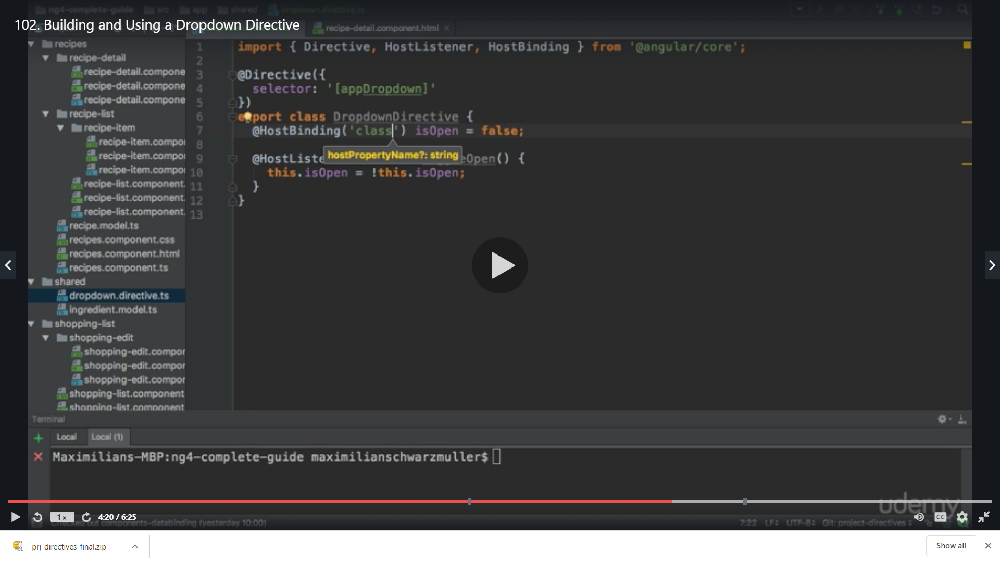 ng4-complete-guide src app shared dropdown.directive.ts
102. Building and Using a Dropdown Directive
recipe-detail.component.html
recipes
recipe-detail
recipe-detail.compone
recipe-detail.compone
recipe-detail.compone
recipe-list
recipe-item
recipe-item.compo
recipe-item.compo
recipe-item.compo
recipe-list.component.
recipe-list.component.
recipe-list.component.
recipe.model.ts
recipes.component.css
recipes.component.html
recipes.component.ts
shared
dropdown.directive.ts
ingredient.model.ts
shopping-list
shopping-edit
shopping-edit.compor
shopping-edit.compor
shopping-edit.compor
shopping-list.component
shopping-list.component
1 import { Directive, HostListener, HostBinding } from '@angular/core';
2
3 @Directive({
4 selector: '[appDropdown]'
5 })
6 export class DropdownDirective {
7 @HostBinding('class') isOpen = false;
8
hostPropertyName?: string
9 @HostListe eOpen() {
10 this.isOpen = !this.isOpen;
11 }
12 }
13
Terminal
Local Local (1)
Maximilians-MBP:ng4-complete-guide maximilianschwarzmuller$
udemy
1x 4:20 / 6:25 CC
Checked out components-databinding (yesterday 10:00) 7:22 LF UTF-8 Git: project-directives
prj-directives-final.zip
Show all